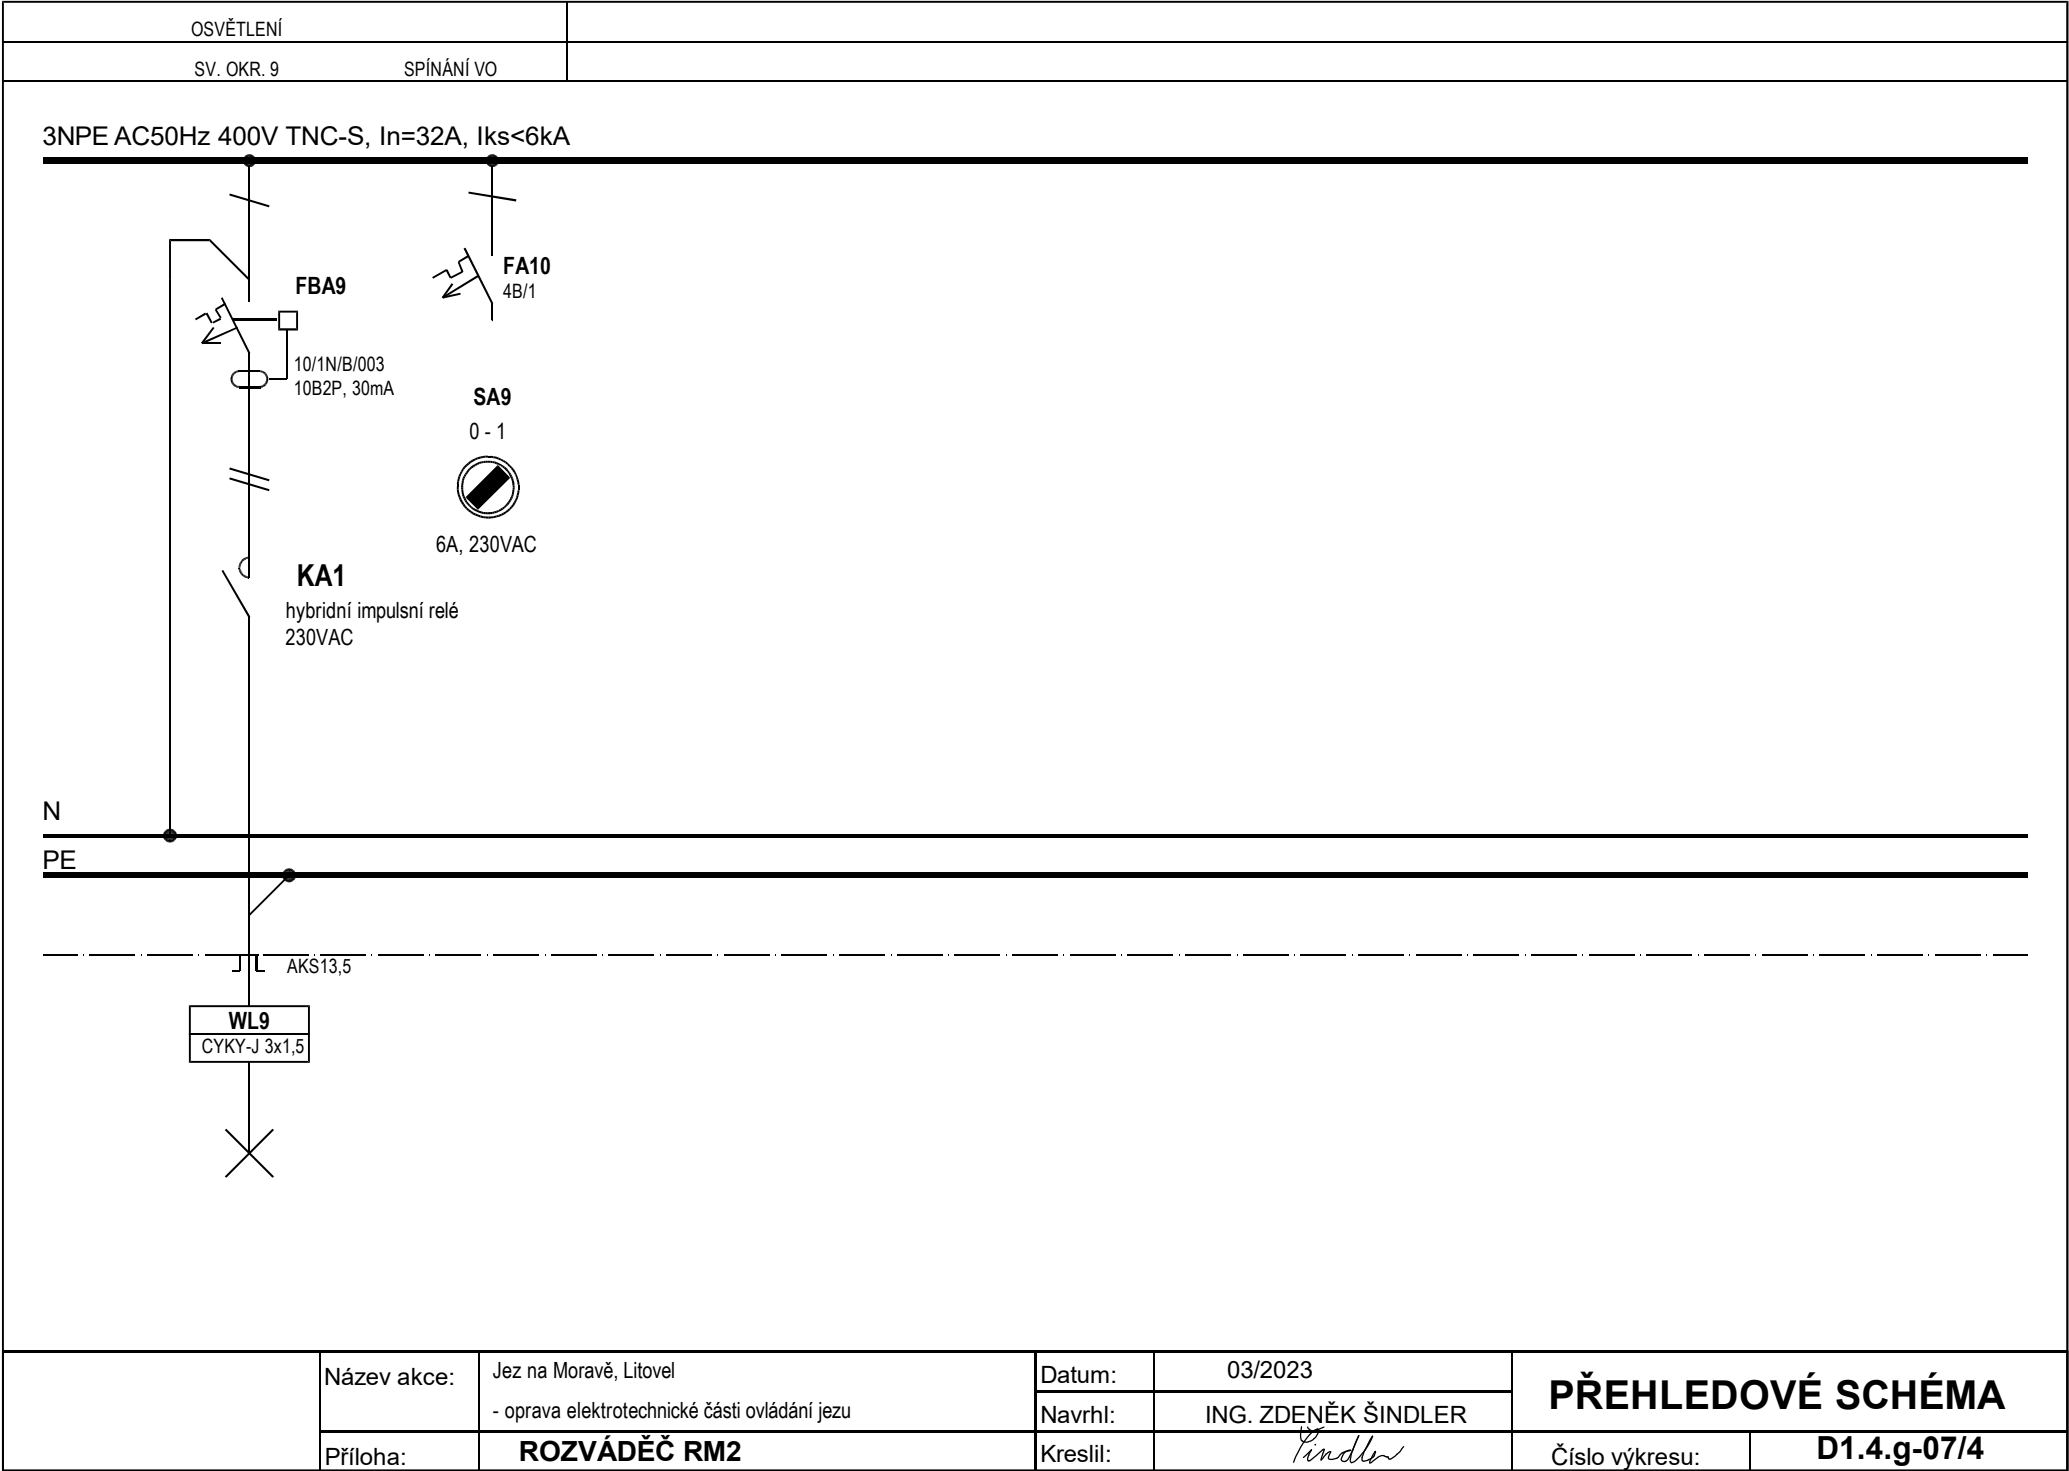 OSVĚTLENÍ
SV. OKR. 9 SPÍNÁNÍ VO
3NPE AC50Hz 400V TNC-S, In=32A, Iks<6kA
FBA9
FA10
4B/1
10/1N/B/003
10B2P, 30mA
SA9
0 - 1
6A, 230VAC
KA1
hybridní impulsní relé
230VAC
N
PE
AKS13,5
WL9
CYKY-J 3x1,5
Název akce: Jez na Moravě, Litovel
- oprava elektrotechnické části ovládání jezu
Příloha: ROZVÁDĚČ RM2
Datum: 03/2023
Navrhl: ING. ZDENĚK ŠINDLER
Kreslil: Šindler
PŘEHLEDOVÉ SCHÉMA
Číslo výkresu: D1.4.g-07/4